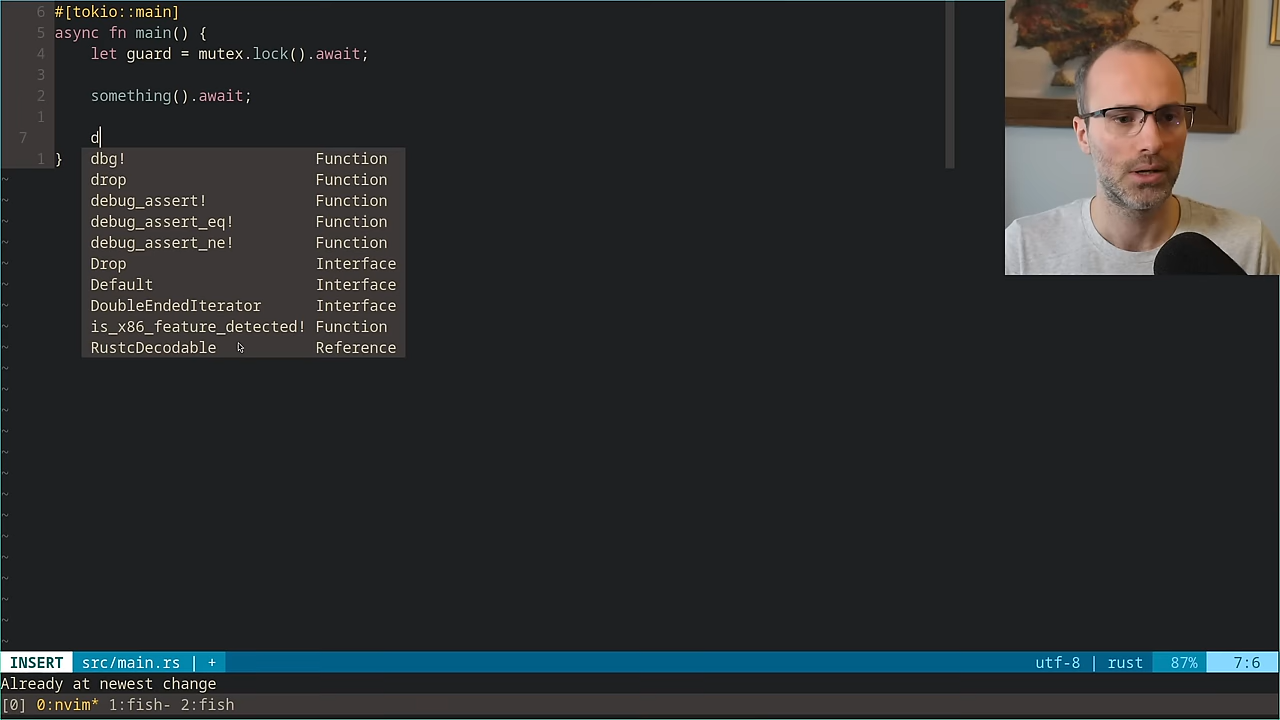 6 #[tokio::main]
5 async fn main() {
4     let guard = mutex.lock().await;
3
2     something().await;
1
7     d
1 }
~ dbg! Function
~ drop Function
~ debug_assert! Function
~ debug_assert_eq! Function
~ debug_assert_ne! Function
~ Drop Interface
~ Default Interface
~ DoubleEndedIterator Interface
~ is_x86_feature_detected! Function
~ RustcDecodable Reference
~
~
~
~
~
~
~
~
~
~
~
~
~
~
INSERT src/main.rs | + utf-8 | rust 87% 7:6
Already at newest change
[0] 0:nvim* 1:fish- 2:fish